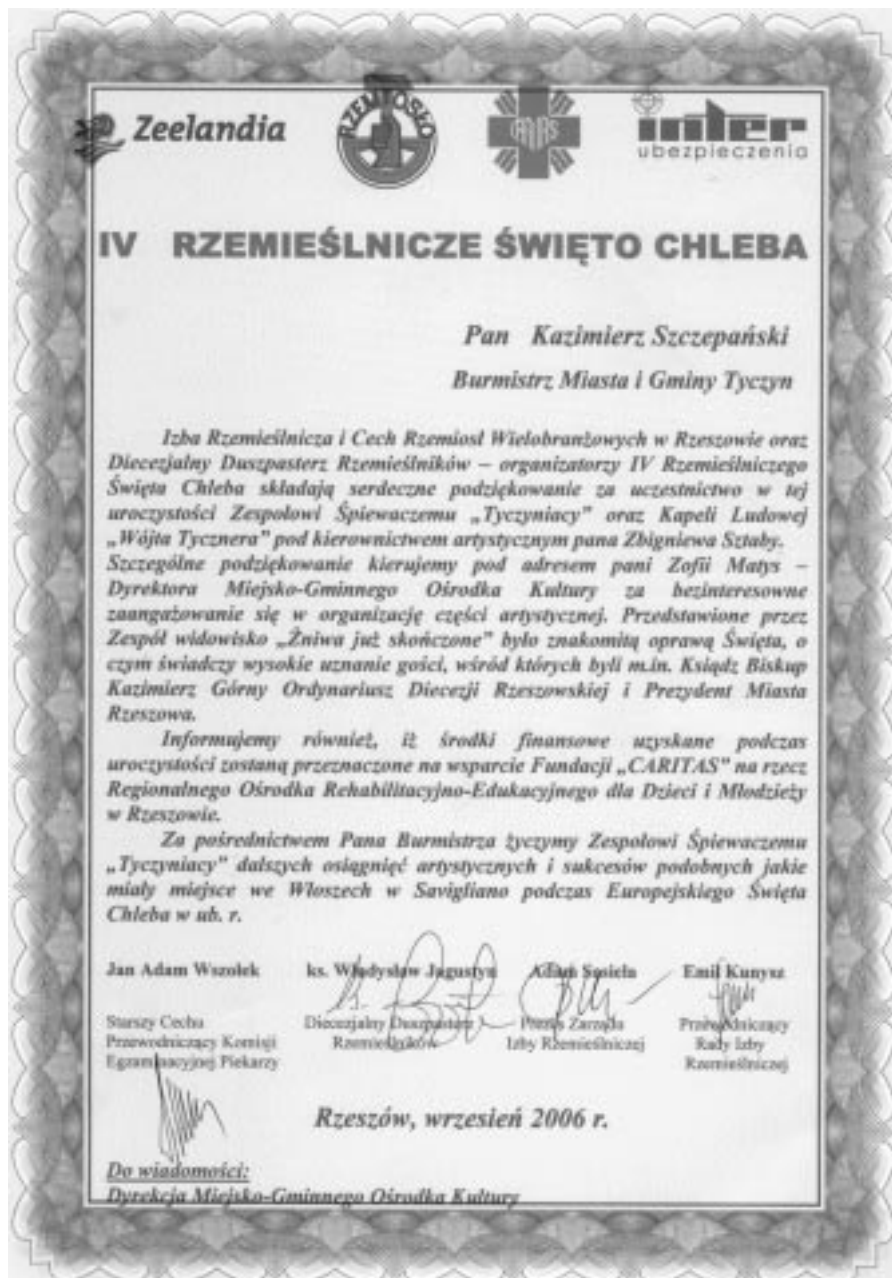 Zeelandia
RZEMIOSŁO
inter
ubezpieczenia
IV RZEMIEŚLNICZE ŚWIĘTO CHLEBA
Pan Kazimierz Szczepański
Burmistrz Miasta i Gminy Tyczyn
Izba Rzemieślnicza i Cech Rzemiosł Wielobranżowych w Rzeszowie oraz
Diecezjalny Duszpasterz Rzemieślników – organizatorzy IV Rzemieślniczego
Święta Chleba składają serdeczne podziękowanie za uczestnictwo w tej
uroczystości Zespołowi Śpiewaczemu „Tyczyniacy” oraz Kapeli Ludowej
„Wójta Tycznera” pod kierownictwem artystycznym pana Zbigniewa Sztaby.
Szczególne podziękowanie kierujemy pod adresem pani Zofii Matys –
Dyrektora Miejsko-Gminnego Ośrodka Kultury za bezinteresowne
zaangażowanie się w organizację części artystycznej. Przedstawione przez
Zespół widowisko „Żniwa już skończone” było znakomitą oprawą Święta, o
czym świadczy wysokie uznanie gości, wśród których byli m.in. Ksiądz Biskup
Kazimierz Górny Ordynariusz Diecezji Rzeszowskiej i Prezydent Miasta
Rzeszowa.
Informujemy również, iż środki finansowe uzyskane podczas
uroczystości zostaną przeznaczone na wsparcie Fundacji „CARITAS” na rzecz
Regionalnego Ośrodka Rehabilitacyjno-Edukacyjnego dla Dzieci i Młodzieży
w Rzeszowie.
Za pośrednictwem Pana Burmistrza życzymy Zespołowi Śpiewaczemu
„Tyczyniacy” dalszych osiągnięć artystycznych i sukcesów podobnych jakie
miały miejsce we Włoszech w Savigliano podczas Europejskiego Święta
Chleba w ub. r.
Jan Adam Wszołek ks. Władysław Jagustyn Adam Emil Kunysz
Starszy Cechu Diecezjalny Duszpasterz Prezes Zarządu Przewodniczący
Przewodniczący Komisji Rzemieślników Izby Rzemieślniczej Rady Izby
Egzaminacyjnej Piekarzy Rzemieślniczej
Rzeszów, wrzesień 2006 r.
Do wiadomości:
Dyrekcja Miejsko-Gminnego Ośrodka Kultury